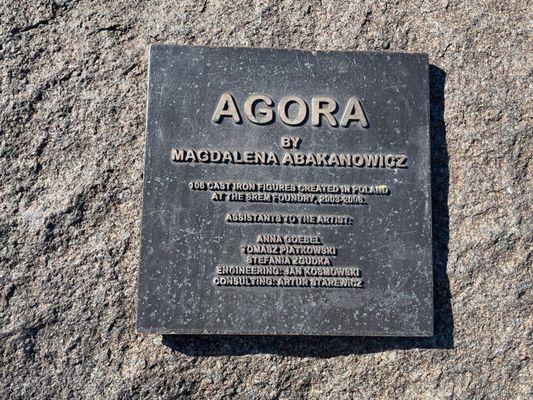 AGORA
BY
MAGDALENA ABAKANOWICZ
106 CAST IRON FIGURES CREATED IN POLAND
AT THE SREM FOUNDRY, 2003-2006.
ASSISTANTS TO THE ARTIST:
ANNA GOEBEL
TOMASZ PIATKOWSKI
STEFANIA ZGUDKA
ENGINEERING: JAN KOSMOWSKI
CONSULTING: ARTUR STAREWICZ